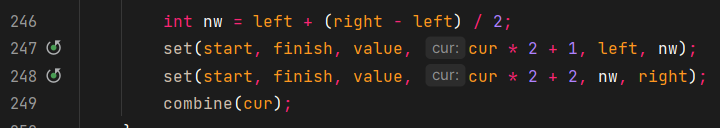 246 int nw = left + (right - left) / 2;
247 set(start, finish, value, cur: cur * 2 + 1, left, nw);
248 set(start, finish, value, cur: cur * 2 + 2, nw, right);
249 combine(cur);